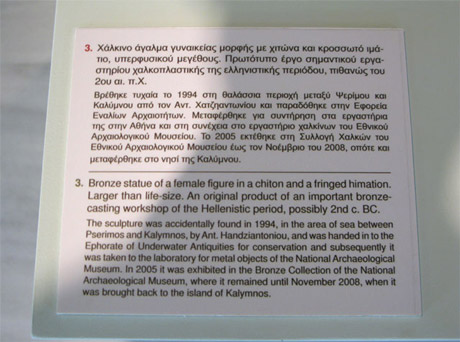 3. Χάλκινο άγαλμα γυναικείας μορφής με χιτώνα και κροσσωτό ιμά-
τιο, υπερφυσικού μεγέθους. Πρωτότυπο έργο σημαντικού εργα-
στηρίου χαλκοπλαστικής της ελληνιστικής περιόδου, πιθανώς του
2ου αι. π.Χ.
Βρέθηκε τυχαία το 1994 στη θαλάσσια περιοχή μεταξύ Ψερίμου και
Καλύμνου από τον Αντ. Χατζηαντωνίου και παραδόθηκε στην Εφορεία
Εναλίων Αρχαιοτήτων. Μεταφέρθηκε για συντήρηση στα εργαστήρια
της στην Αθήνα και στη συνέχεια στο εργαστήριο χαλκίνων του Εθνικού
Αρχαιολογικού Μουσείου. Το 2005 εκτέθηκε στη Συλλογή Χαλκών του
Εθνικού Αρχαιολογικού Μουσείου έως τον Νοέμβριο του 2008, οπότε και
μεταφέρθηκε στο νησί της Καλύμνου.
3. Bronze statue of a female figure in a chiton and a fringed himation.
Larger than life-size. An original product of an important bronze-
casting workshop of the Hellenistic period, possibly 2nd c. BC.
The sculpture was accidentally found in 1994, in the area of sea between
Pserimos and Kalymnos, by Ant. Handziantoniou, and was handed in to the
Ephorate of Underwater Antiquities for conservation and subsequently it
was taken to the laboratory for metal objects of the National Archaeological
Museum. In 2005 it was exhibited in the Bronze Collection of the National
Archaeological Museum, where it remained until November 2008, when it
was brought back to the island of Kalymnos.